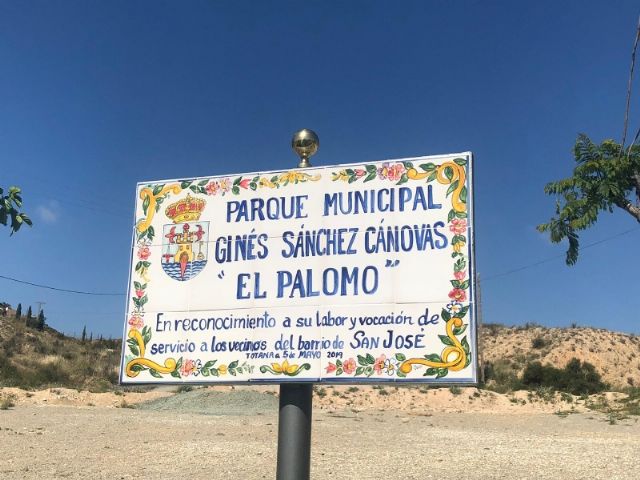 PARQUE MUNICIPAL
GINÉS SÁNCHEZ CÁNOVAS
"EL PALOMO"
En reconocimiento a su labor y vocación de
servicio a los vecinos del barrio de SAN JOSÉ
TOTANA a 5 de MAYO 2019